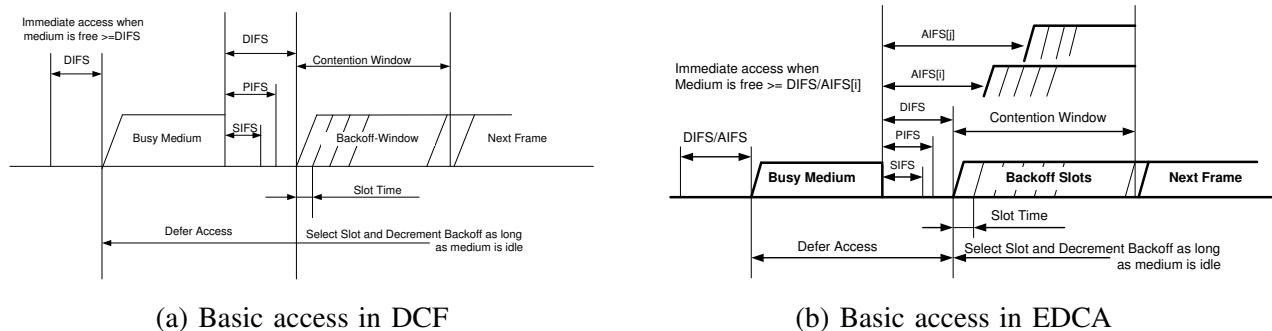 Immediate access when
medium is free >=DIFS
DIFS
DIFS
Contention Window
PIFS
SIFS
Busy Medium
Backoff-Window
Next Frame
Slot Time
Defer Access
Select Slot and Decrement Backoff as long
as medium is idle
(a) Basic access in DCF
AIFS[j]
Immediate access when
Medium is free >= DIFS/AIFS[i]
AIFS[i]
DIFS
Contention Window
DIFS/AIFS
PIFS
SIFS
Busy Medium
Backoff Slots
Next Frame
Slot Time
Defer Access
Select Slot and Decrement Backoff as long
as medium is idle
(b) Basic access in EDCA